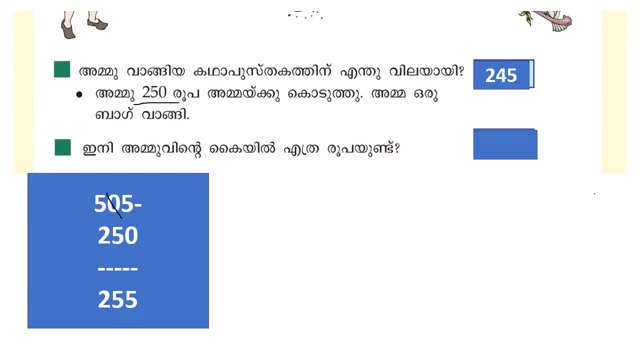 അമ്മു വാങ്ങിയ കഥാപുസ്തകത്തിന് എന്തു വിലയായി? 245
• അമ്മു 250 രൂപ അമ്മയ്ക്കു കൊടുത്തു. അമ്മ ഒരു
ബാഗ് വാങ്ങി.
ഇനി അമ്മുവിന്റെ കൈയിൽ എത്ര രൂപയുണ്ട്?
505-
250
-----
255